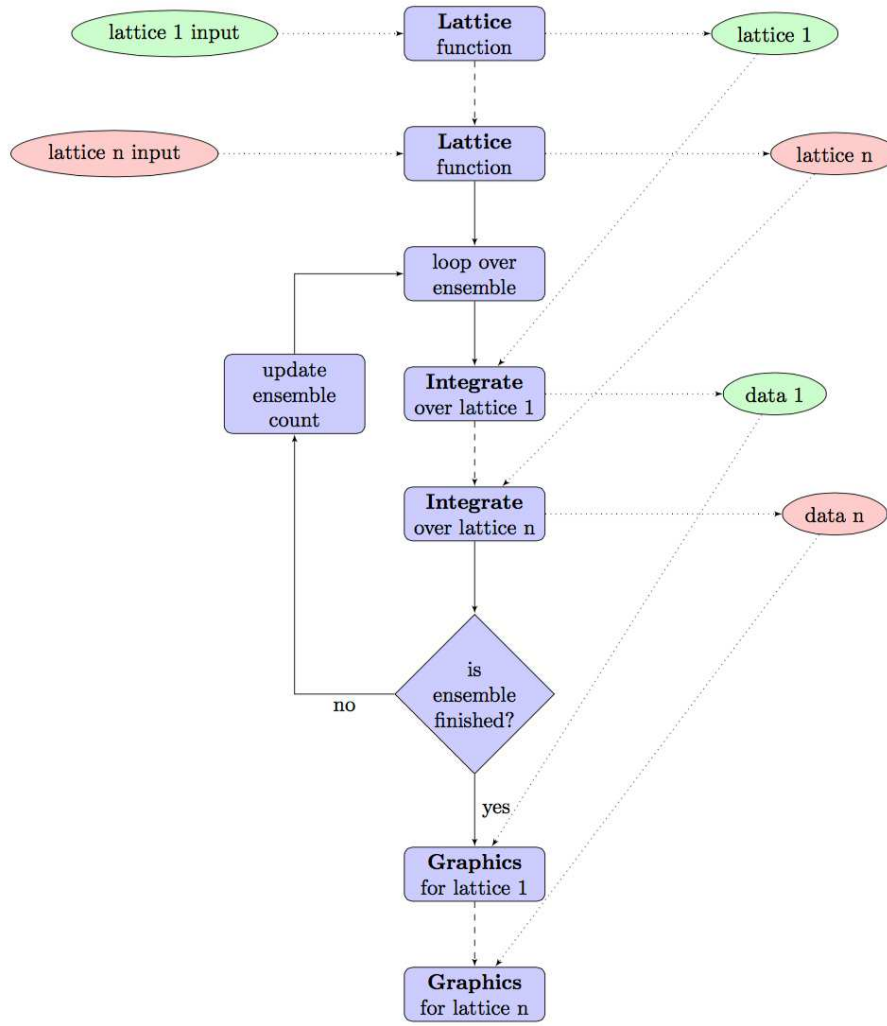 lattice 1 input
Lattice
function
lattice 1
lattice n input
Lattice
function
lattice n
loop over
ensemble
update
ensemble
count
Integrate
over lattice 1
data 1
Integrate
over lattice n
data n
is
ensemble
finished?
no
yes
Graphics
for lattice 1
Graphics
for lattice n